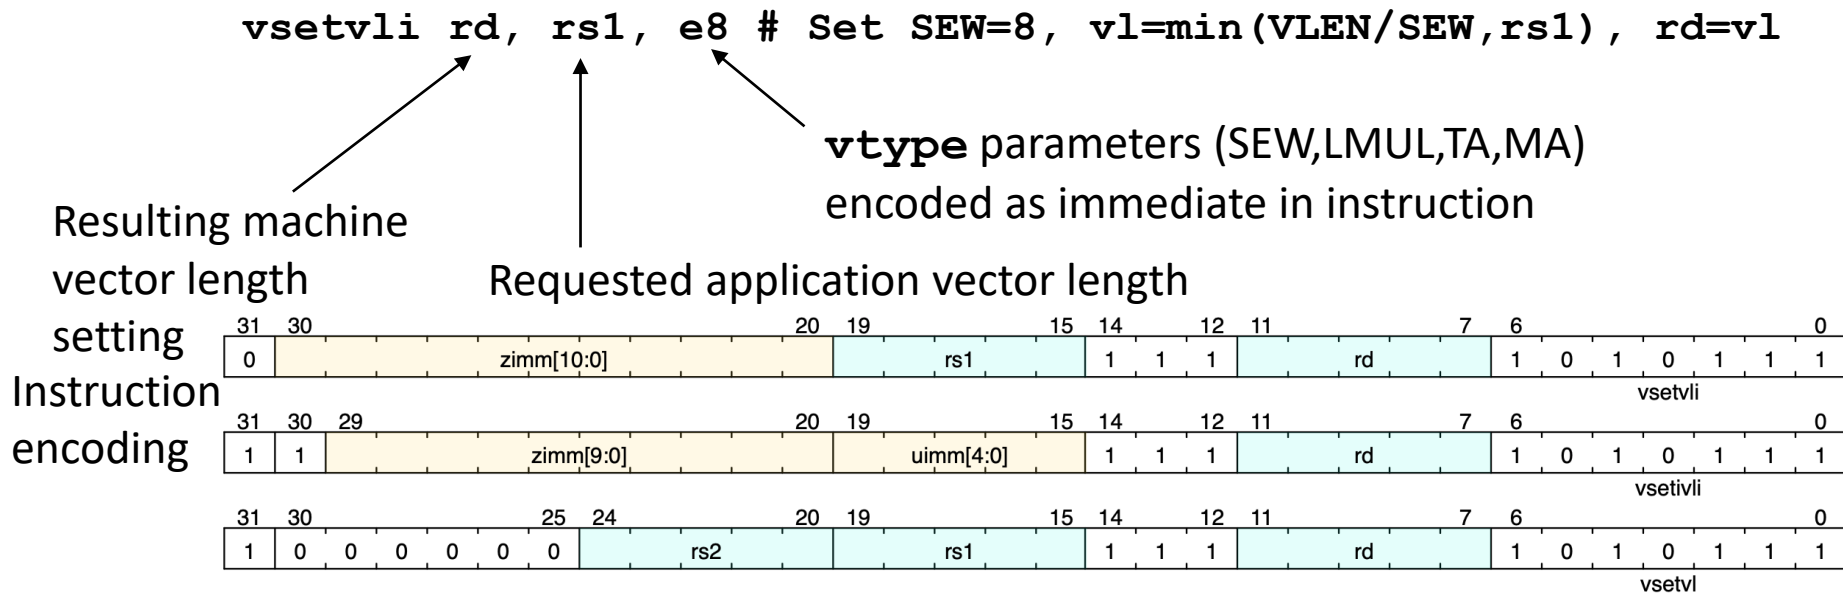 vsetvli rd, rs1, e8 # Set SEW=8, vl=min(VLEN/SEW,rs1), rd=vl
vtype parameters (SEW,LMUL,TA,MA)
encoded as immediate in instruction
Resulting machine
vector length
setting
Requested application vector length
Instruction
encoding
31 30 20 19 15 14 12 11 7 6 0
0 zimm[10:0] rs1 1 1 1 rd 1 0 1 0 1 1 1
vsetvli
31 30 29 20 19 15 14 12 11 7 6 0
1 1 zimm[9:0] uimm[4:0] 1 1 1 rd 1 0 1 0 1 1 1
vsetivli
31 30 25 24 20 19 15 14 12 11 7 6 0
1 0 0 0 0 0 0 rs2 rs1 1 1 1 rd 1 0 1 0 1 1 1
vsetvl